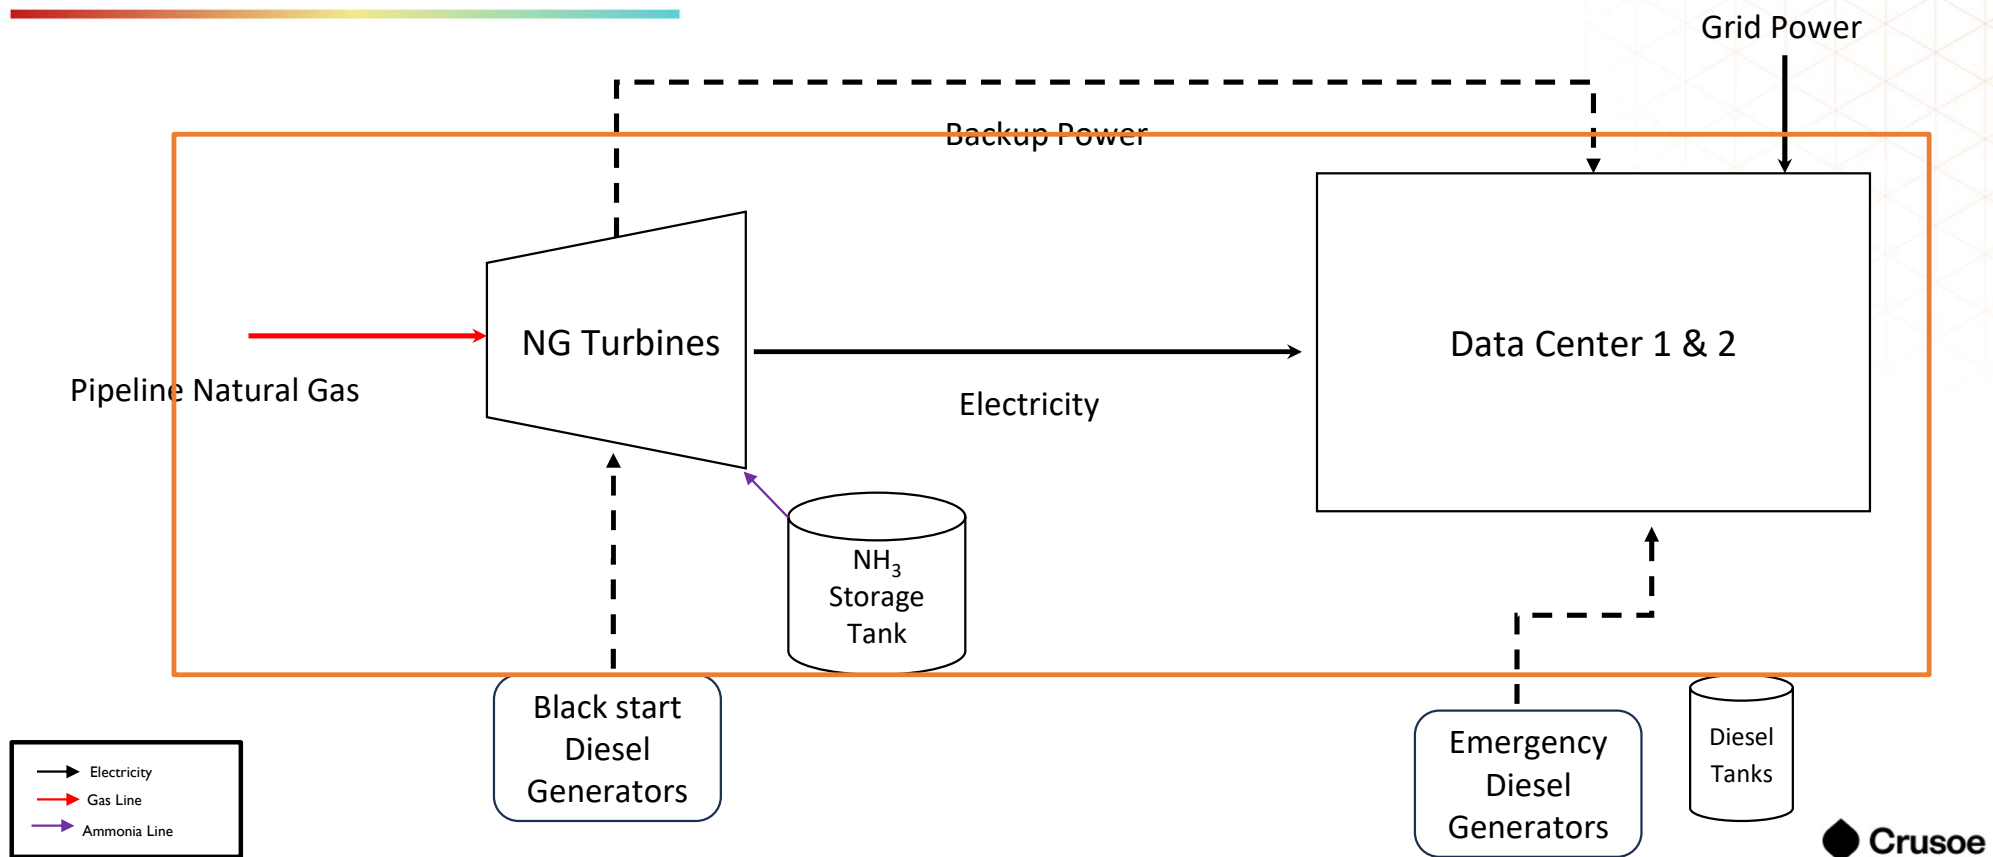 Grid Power
Backup Power
NG Turbines
Data Center 1 & 2
Pipeline Natural Gas
Electricity
NH₃
Storage
Tank
Black start
Diesel
Generators
Emergency
Diesel
Generators
Diesel
Tanks
Electricity
Gas Line
Ammonia Line
Crusoe